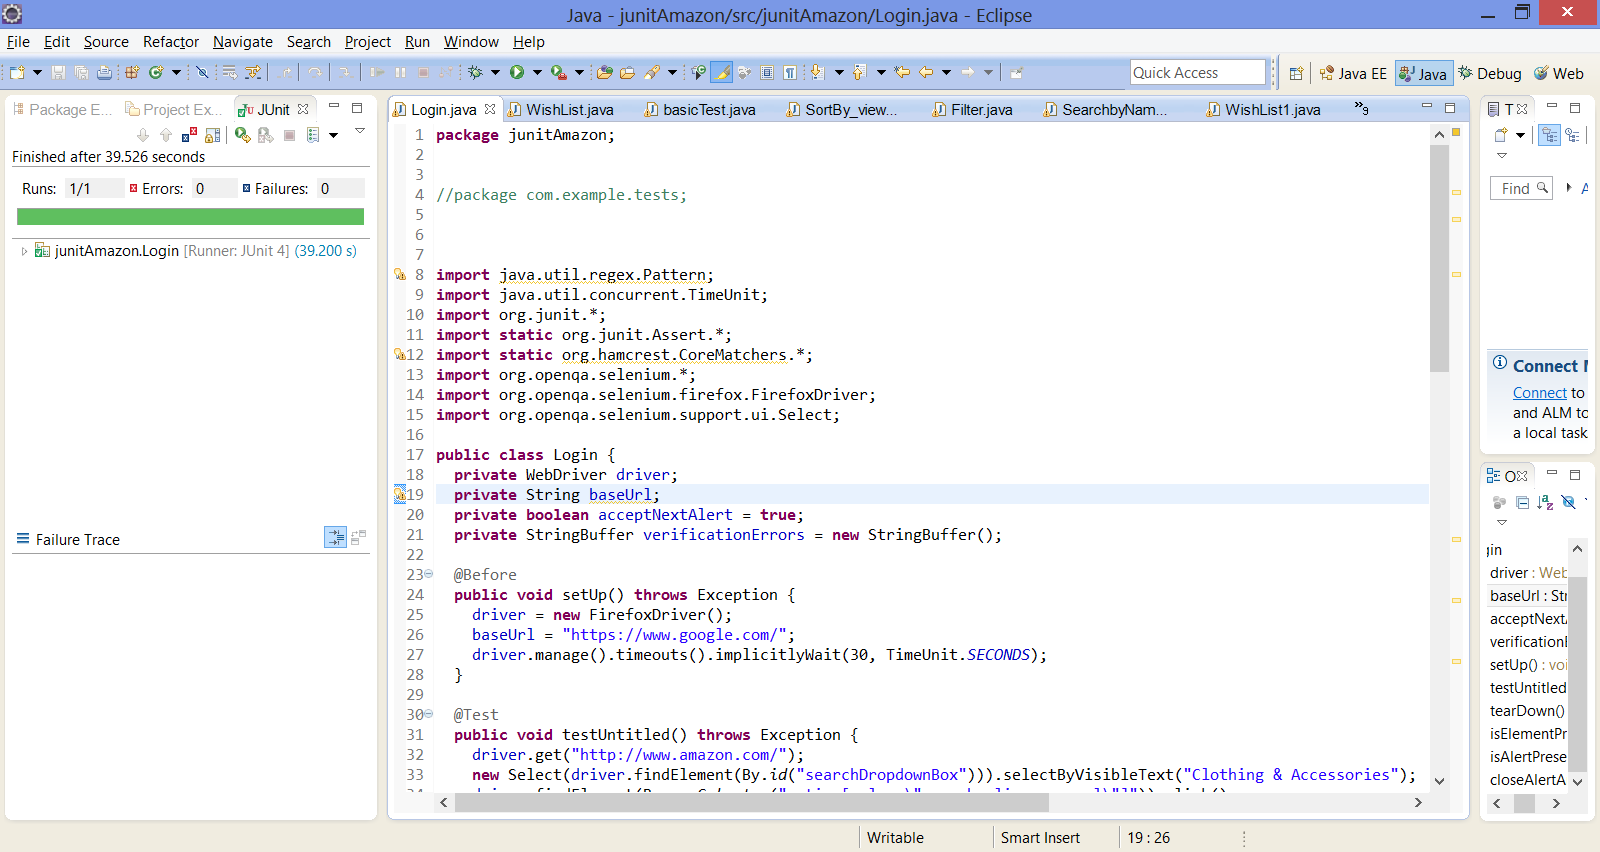 Java - junitAmazon/src/junitAmazon/Login.java - Eclipse
File Edit Source Refactor Navigate Search Project Run Window Help
Quick Access
Java EE Java Debug Web
Package E... Project Ex... JUnit
Finished after 39.526 seconds
Runs: 1/1 Errors: 0 Failures: 0
junitAmazon.Login [Runner: JUnit 4] (39.200 s)
Failure Trace
Login.java WishList.java basicTest.java SortBy_view... Filter.java SearchbyNam... WishList1.java »9
1 package junitAmazon;
2
3
4 //package com.example.tests;
5
6
7
8 import java.util.regex.Pattern;
9 import java.util.concurrent.TimeUnit;
10 import org.junit.*;
11 import static org.junit.Assert.*;
12 import static org.hamcrest.CoreMatchers.*;
13 import org.openqa.selenium.*;
14 import org.openqa.selenium.firefox.FirefoxDriver;
15 import org.openqa.selenium.support.ui.Select;
16
17 public class Login {
18 private WebDriver driver;
19 private String baseUrl;
20 private boolean acceptNextAlert = true;
21 private StringBuffer verificationErrors = new StringBuffer();
22
23 @Before
24 public void setUp() throws Exception {
25 driver = new FirefoxDriver();
26 baseUrl = "https://www.google.com/";
27 driver.manage().timeouts().implicitlyWait(30, TimeUnit.SECONDS);
28 }
29
30 @Test
31 public void testUntitled() throws Exception {
32 driver.get("http://www.amazon.com/");
33 new Select(driver.findElement(By.id("searchDropdownBox"))).selectByVisibleText("Clothing & Accessories");
T
Find A
Connect M
Connect to
and ALM to
a local task
O
gin
driver : Web
baseUrl : Stri
acceptNextA
verificationE
setUp() : voi
testUntitled
tearDown()
isElementPr
isAlertPrese
closeAlertA
Writable Smart Insert 19 : 26